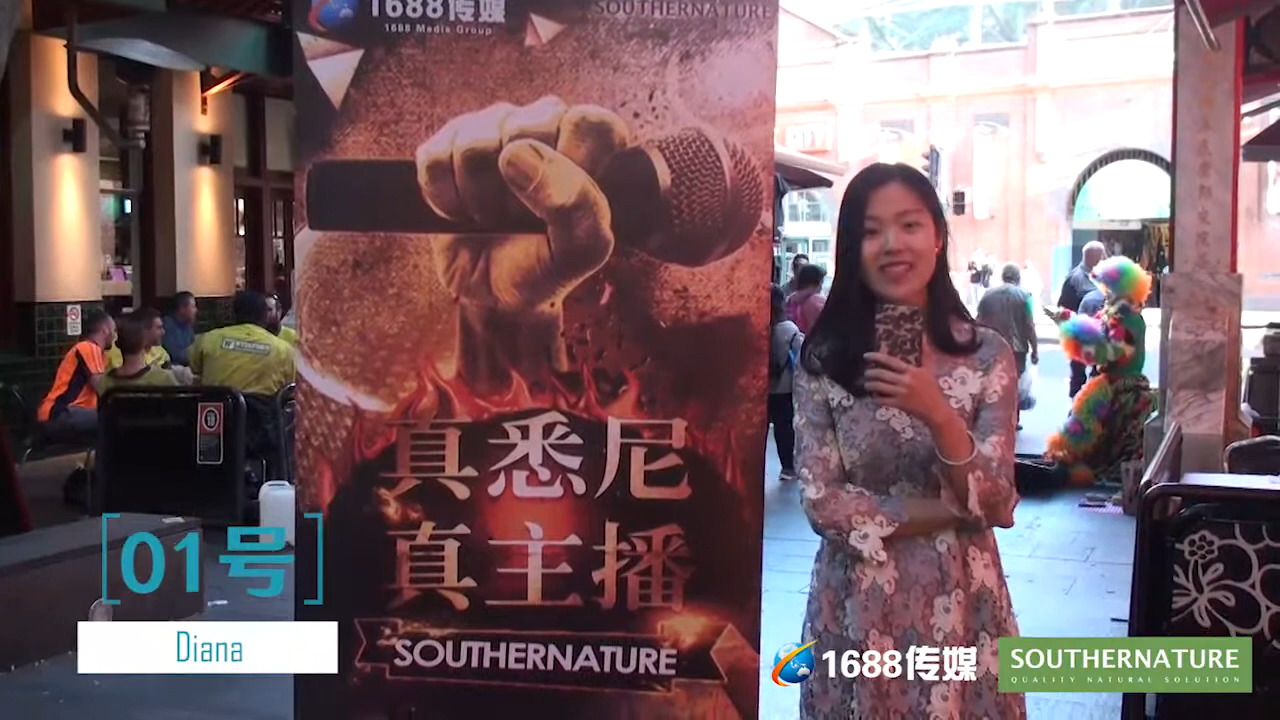 1688传媒
1688 Media Group
SOUTHERNATURE
真悉尼
真主播
SOUTHERNATURE
01号
Diana
1688传媒
SOUTHERNATURE
QUALITY NATURAL SOLUTION